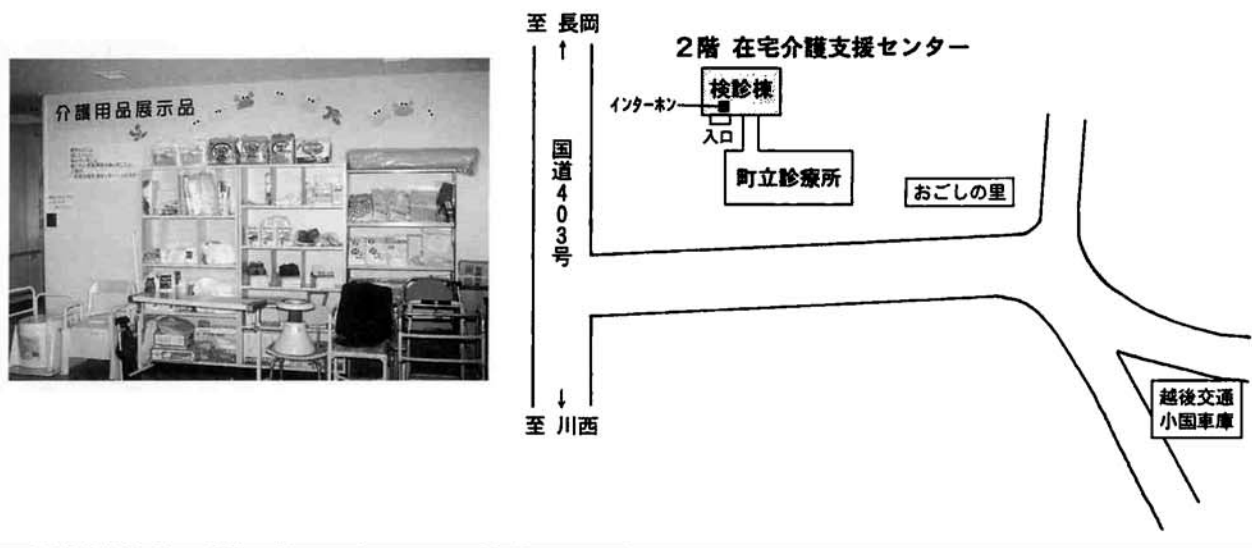 介護用品展示品
至 長岡
↑
国道403号
↓
至 川西
2階 在宅介護支援センター
検診棟
インターホン
入口
町立診療所
おごしの里
越後交通
小国車庫